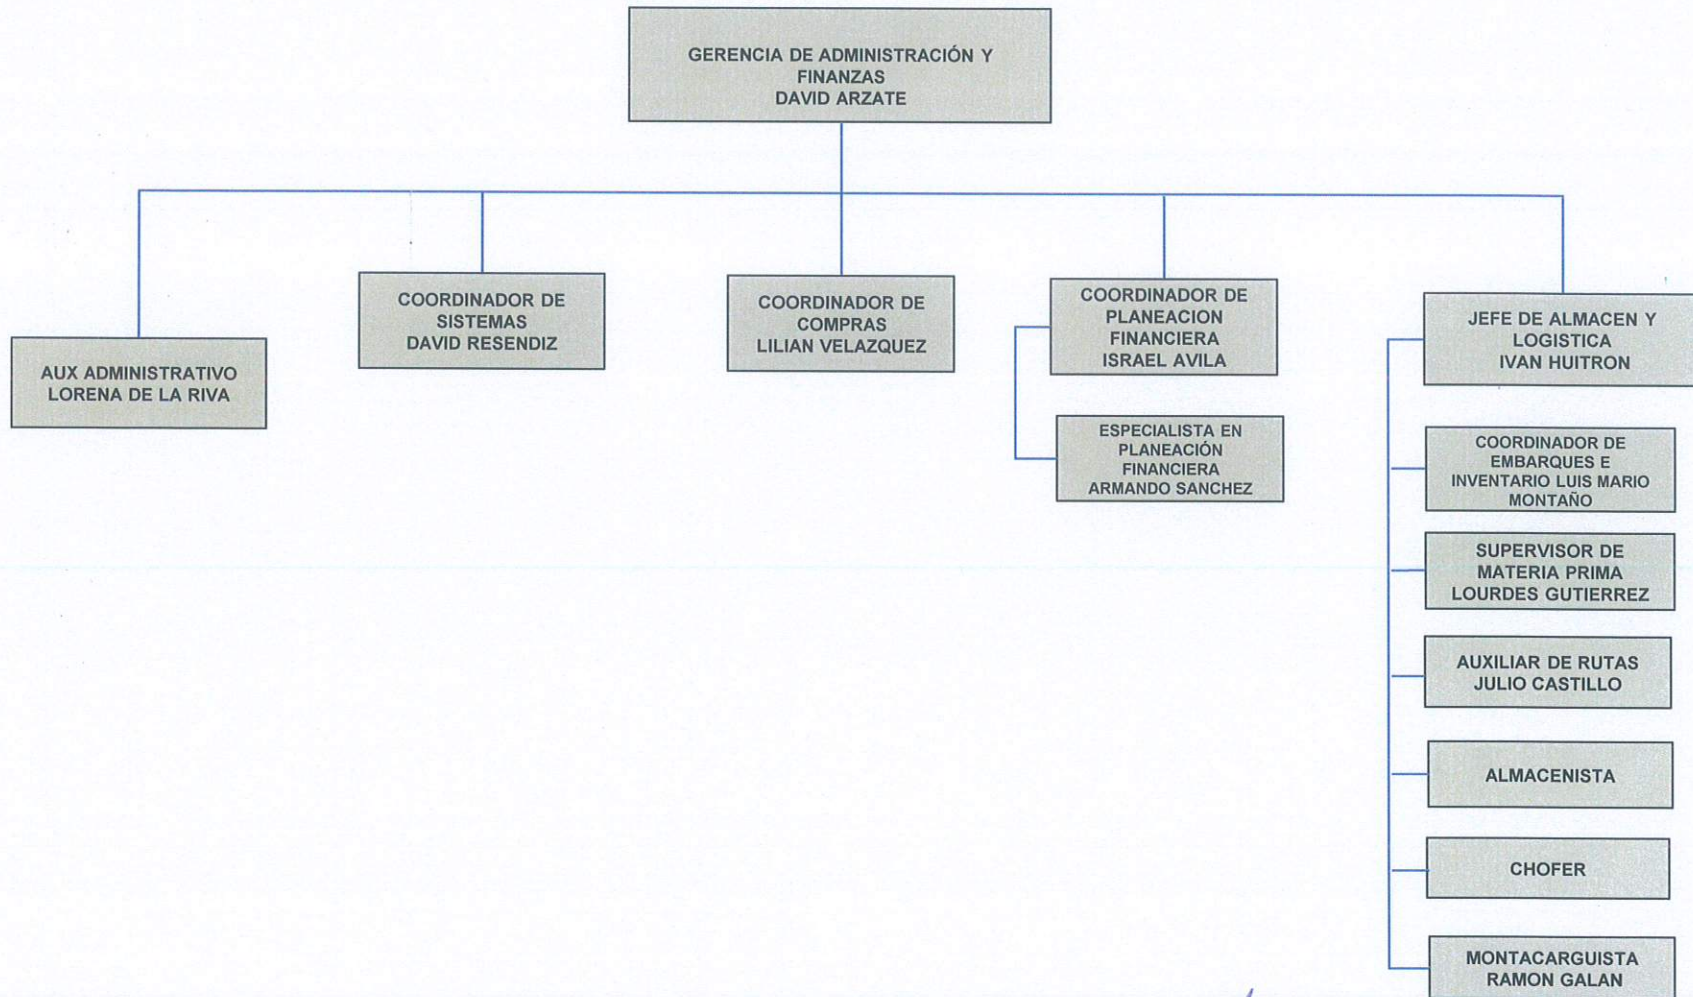 GERENCIA DE ADMINISTRACIÓN Y
FINANZAS
DAVID ARZATE
AUX ADMINISTRATIVO
LORENA DE LA RIVA
COORDINADOR DE
SISTEMAS
DAVID RESENDIZ
COORDINADOR DE
COMPRAS
LILIAN VELAZQUEZ
COORDINADOR DE
PLANEACION
FINANCIERA
ISRAEL AVILA
ESPECIALISTA EN
PLANEACIÓN
FINANCIERA
ARMANDO SANCHEZ
JEFE DE ALMACEN Y
LOGISTICA
IVAN HUITRON
COORDINADOR DE
EMBARQUES E
INVENTARIO LUIS MARIO
MONTAÑO
SUPERVISOR DE
MATERIA PRIMA
LOURDES GUTIERREZ
AUXILIAR DE RUTAS
JULIO CASTILLO
ALMACENISTA
CHOFER
MONTACARGUISTA
RAMON GALAN